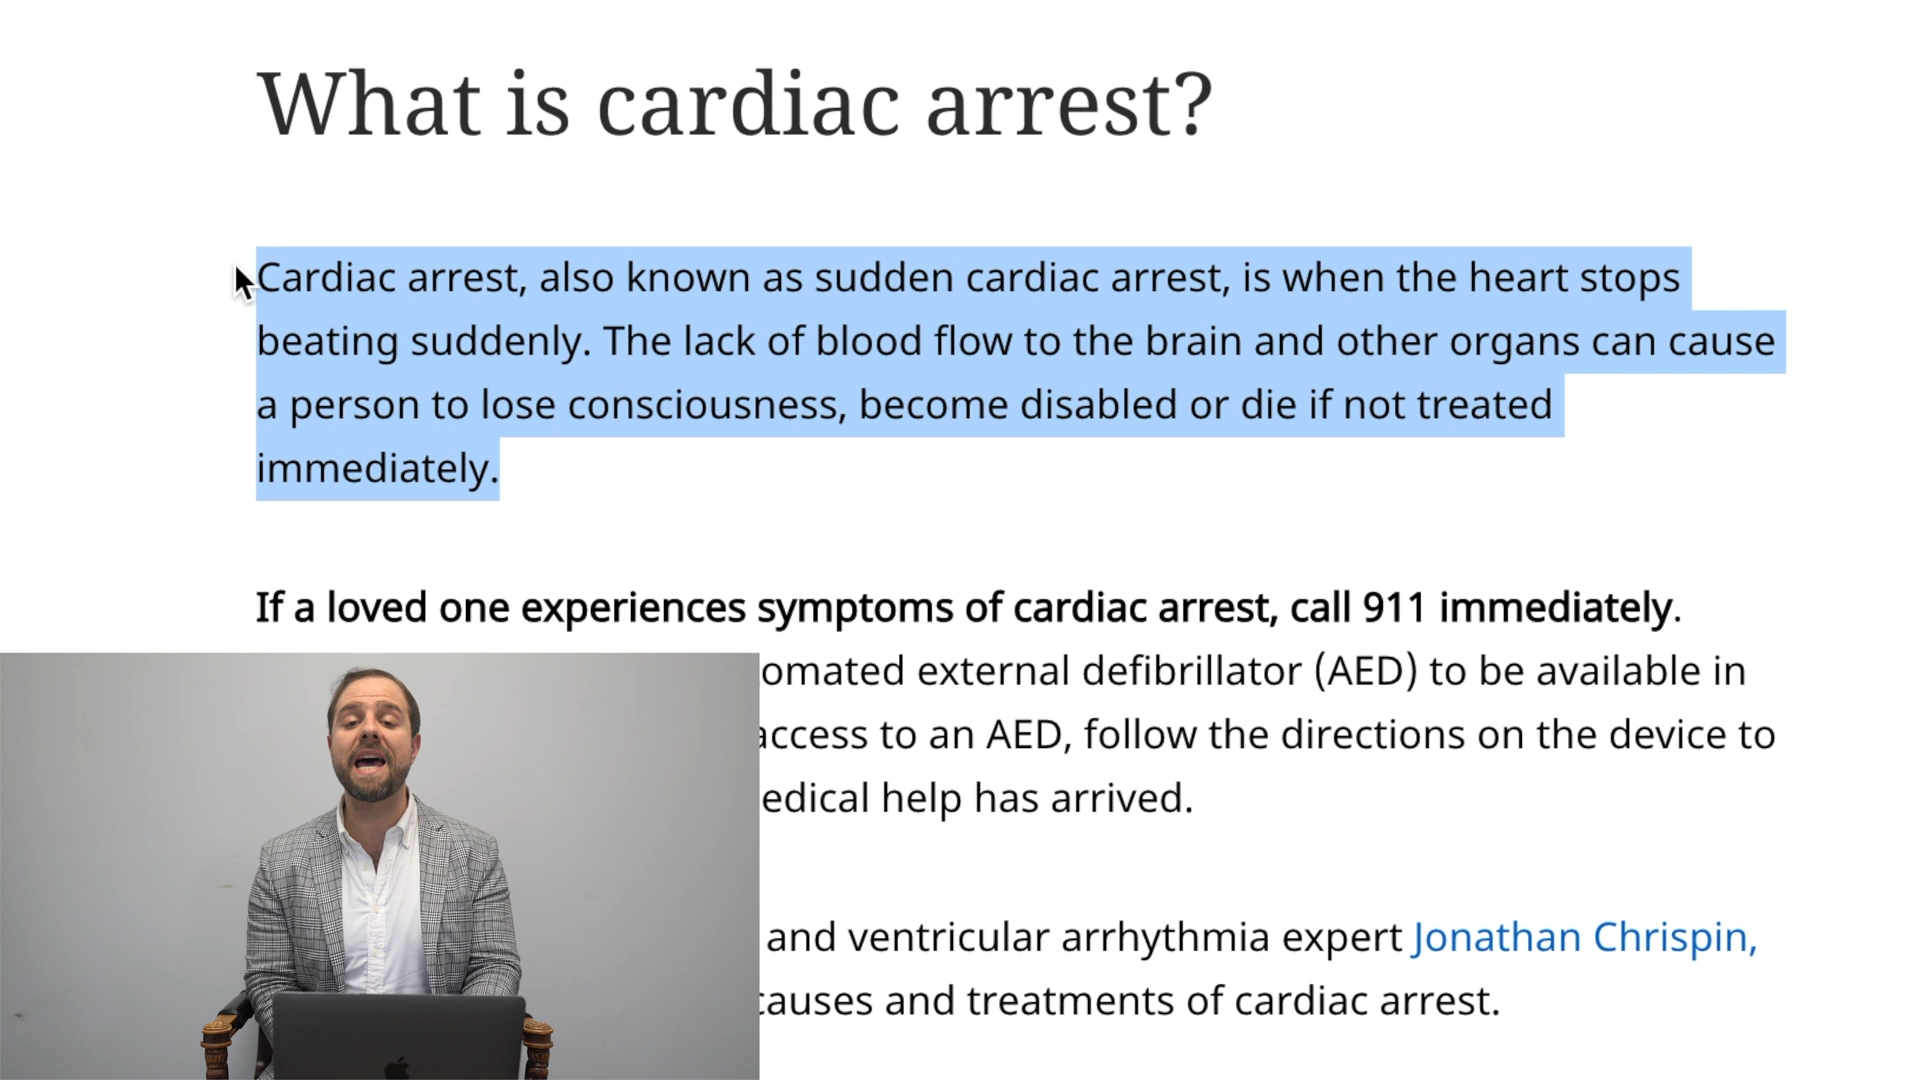 What is cardiac arrest?
Cardiac arrest, also known as sudden cardiac arrest, is when the heart stops
beating suddenly. The lack of blood flow to the brain and other organs can cause
a person to lose consciousness, become disabled or die if not treated
immediately.
If a loved one experiences symptoms of cardiac arrest, call 911 immediately.
external defibrillator (AED) to be available in
access to an AED, follow the directions on the device to
help has arrived.
and ventricular arrhythmia expert Jonathan Chrispin,
causes and treatments of cardiac arrest.